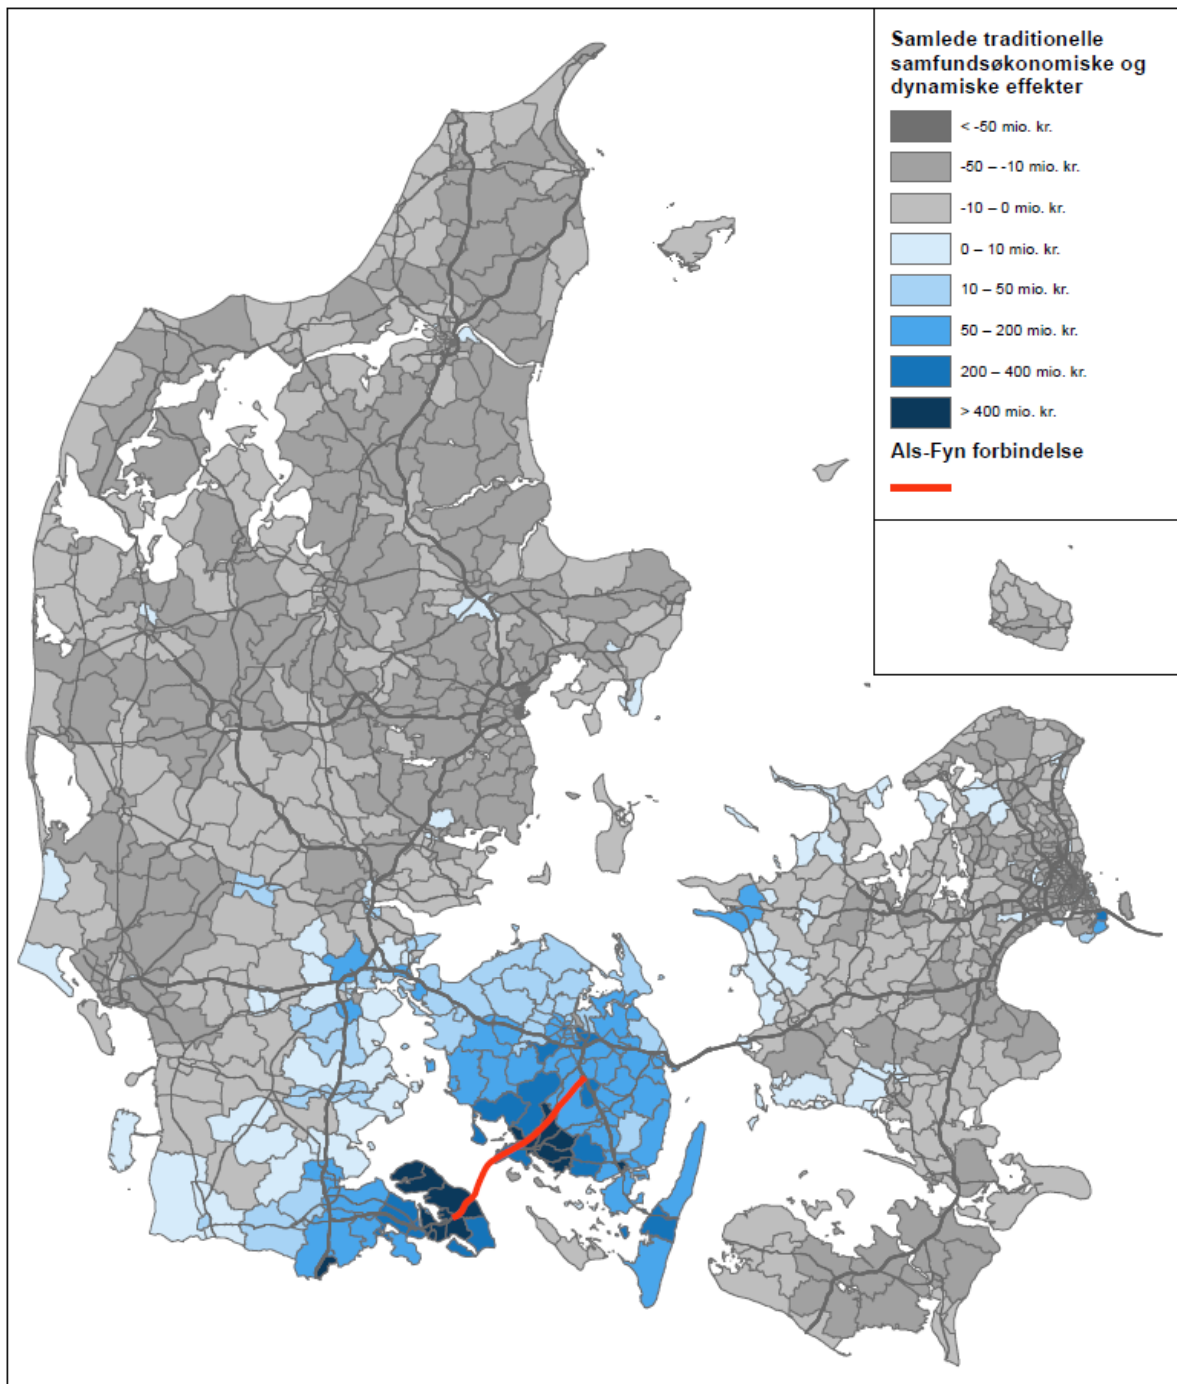 Samlede traditionelle
samfundsøkonomiske og
dynamiske effekter
< -50 mio. kr.
-50 – -10 mio. kr.
-10 – 0 mio. kr.
0 – 10 mio. kr.
10 – 50 mio. kr.
50 – 200 mio. kr.
200 – 400 mio. kr.
> 400 mio. kr.
Als-Fyn forbindelse